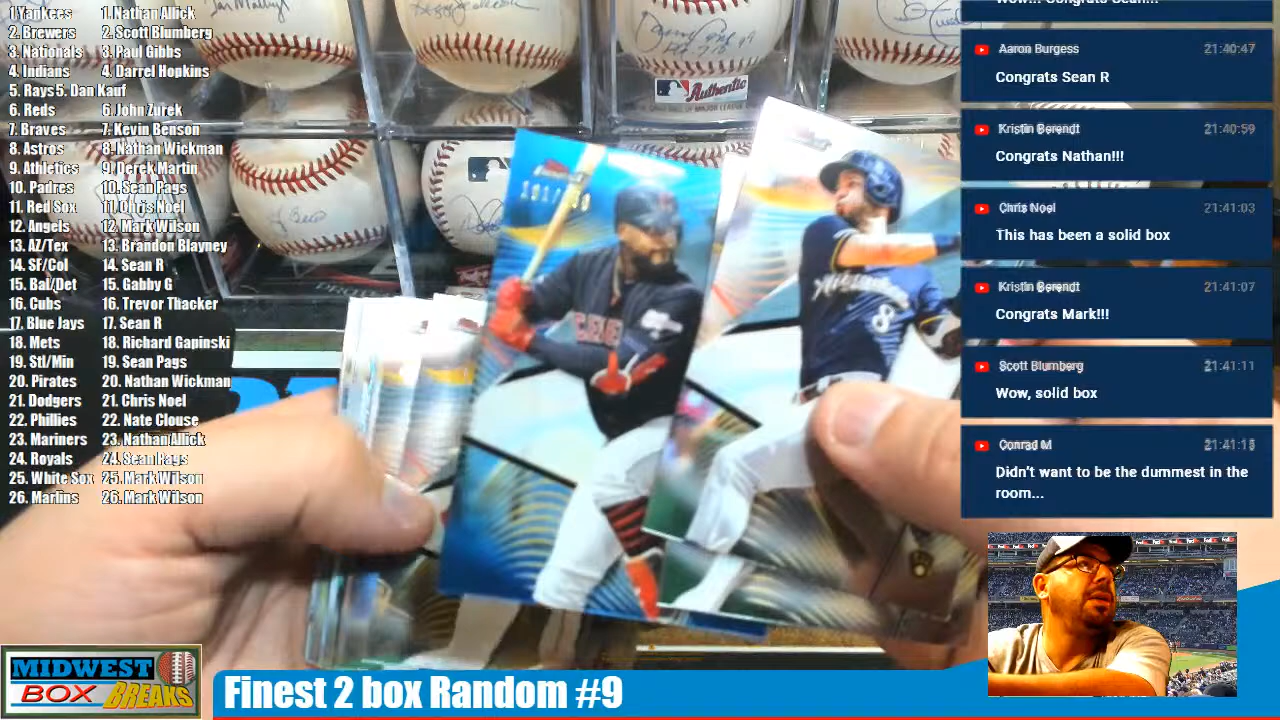 1.Yankees 1.Nathan Allick
2. Brewers 2. Scott Blumberg
3. Nationals 3. Paul Gibbs
4. Indians 4. Darrel Hopkins
5. Rays5. Dan Kauf
6. Reds 6. John Zurek
7. Braves 7. Kevin Benson
8. Astros 8. Nathan Wickman
9. Athletics 9. Derek Martin
10. Padres 10. Sean Pags
11. Red Sox 11. Chris Noel
12. Angels 12. Mark Wilson
13. AZ/Tex 13. Brandon Blayney
14. SF/Col 14. Sean R
15. Bal/Det 15. Gabby G
16. Cubs 16. Trevor Thacker
17. Blue Jays 17. Sean R
18. Mets 18. Richard Gapinski
19. Stl/Min 19. Sean Pags
20. Pirates 20. Nathan Wickman
21. Dodgers 21. Chris Noel
22. Phillies 22. Nate Clouse
23. Mariners 23. Nathan Allick
24. Royals 24. Sean Pags
25. White Sox 25. Mark Wilson
26. Marlins 26. Mark Wilson
Authentic
8
Aaron Burgess 21:40:47
Congrats Sean R
Kristin Berendt 21:40:59
Congrats Nathan!!!
Chris Noel 21:41:03
This has been a solid box
Kristin Berendt 21:41:07
Congrats Mark!!!
Scott Blumberg 21:41:11
Wow, solid box
Conrad M 21:41:15
Didn't want to be the dummest in the
room...
MIDWEST
BOX BREAKS
Finest 2 box Random #9